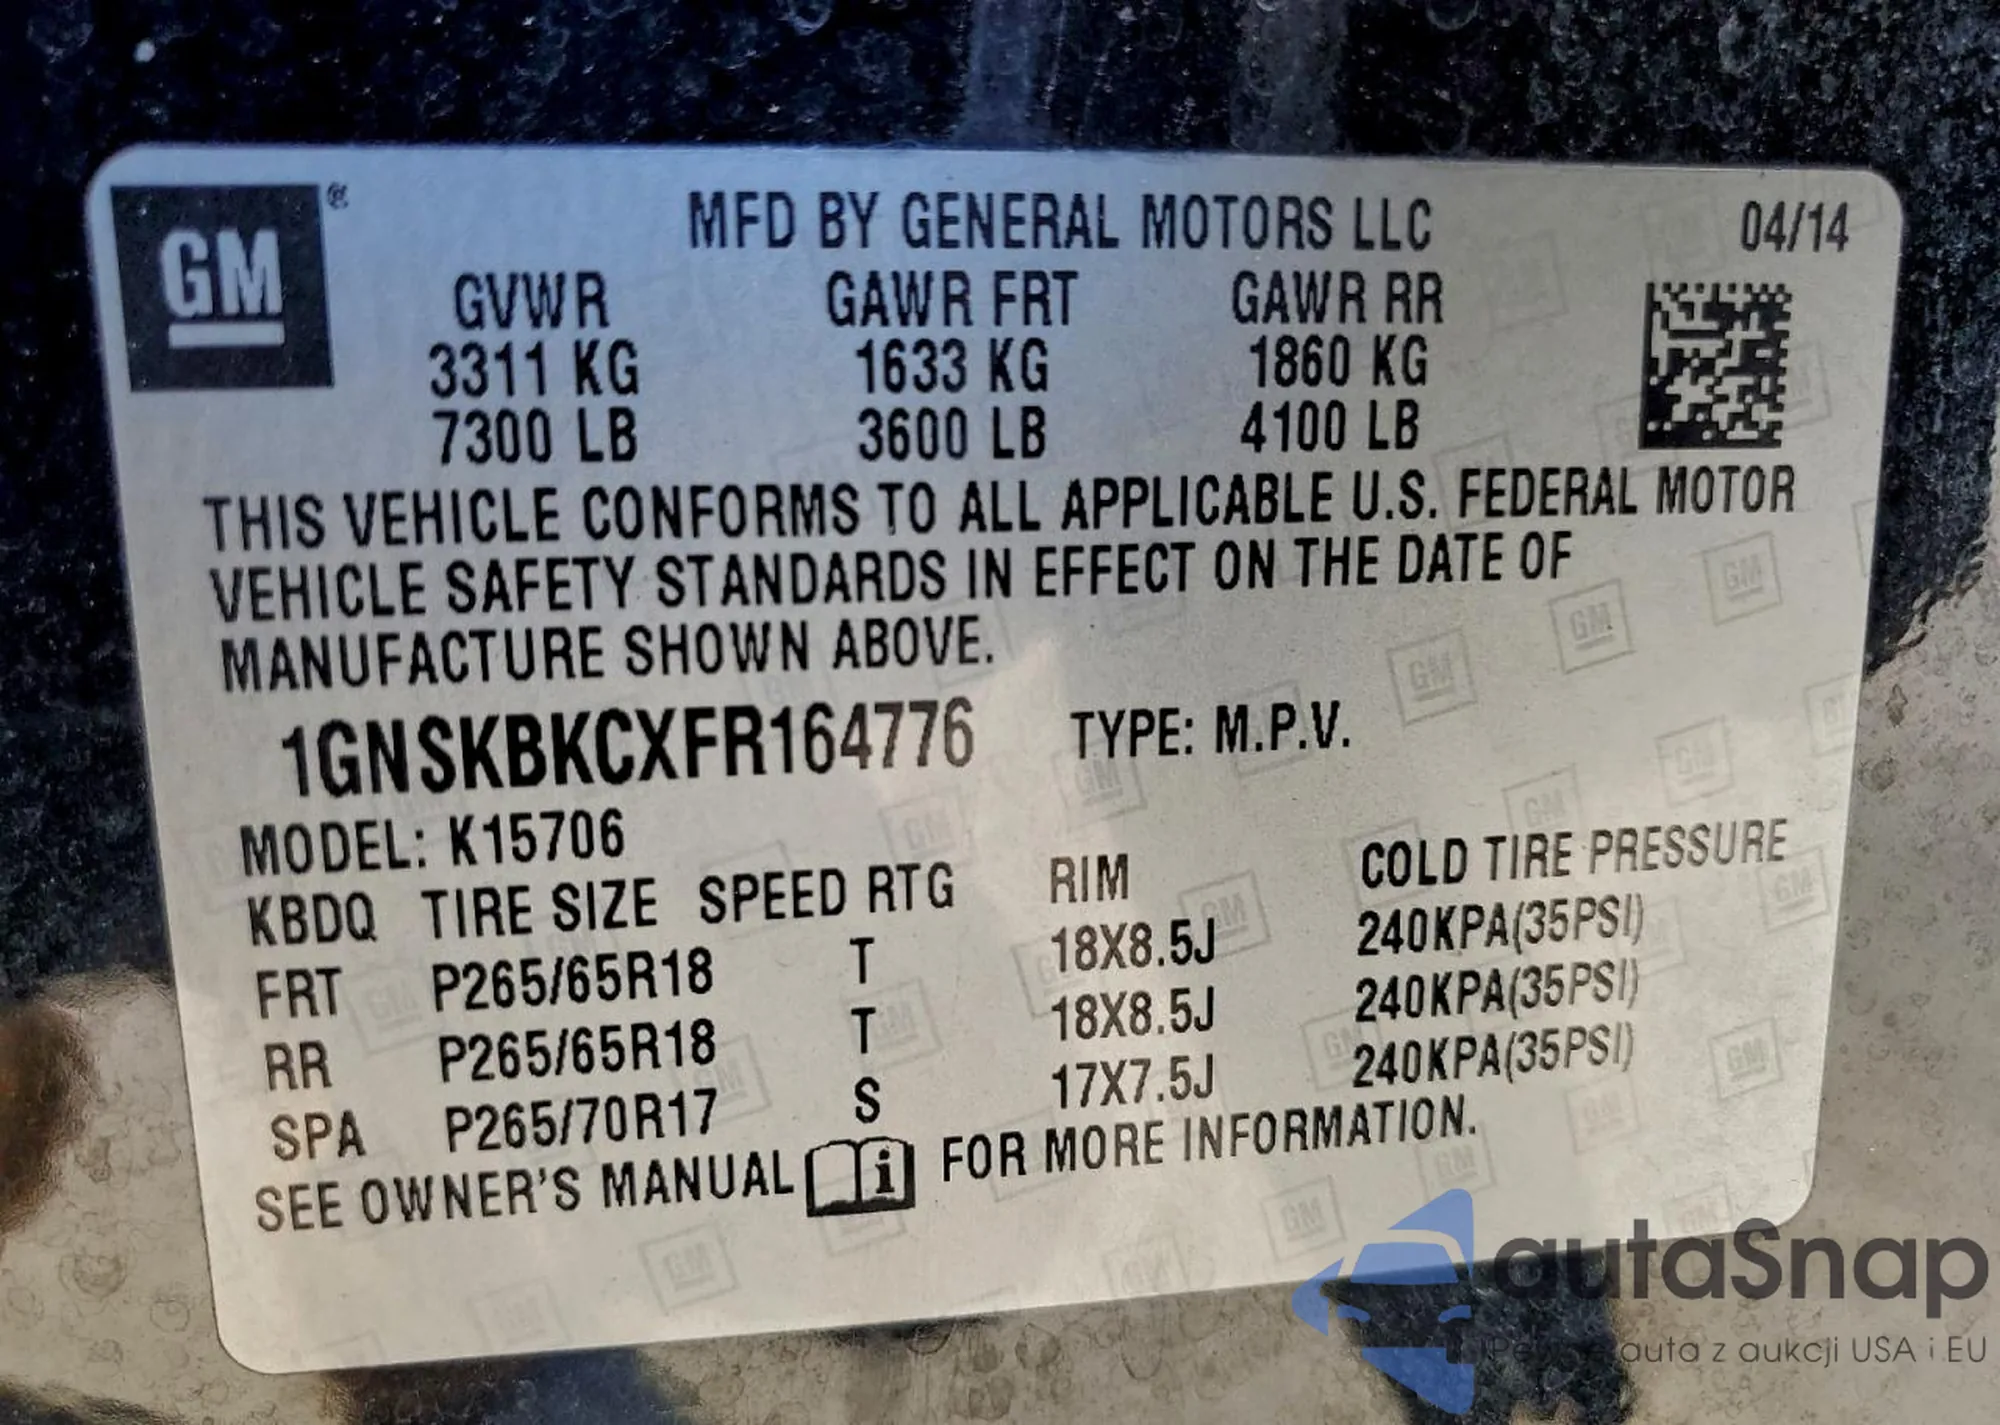 GM ®
MFD BY GENERAL MOTORS LLC 04/14
GVWR GAWR FRT GAWR RR
3311 KG 1633 KG 1860 KG
7300 LB 3600 LB 4100 LB
THIS VEHICLE CONFORMS TO ALL APPLICABLE U.S. FEDERAL MOTOR
VEHICLE SAFETY STANDARDS IN EFFECT ON THE DATE OF
MANUFACTURE SHOWN ABOVE.
1GNSKBKCXFR164776 TYPE: M.P.V.
MODEL: K15706
KBDQ TIRE SIZE SPEED RTG RIM COLD TIRE PRESSURE
FRT P265/65R18 T 18X8.5J 240KPA(35PSI)
RR P265/65R18 T 18X8.5J 240KPA(35PSI)
SPA P265/70R17 S 17X7.5J 240KPA(35PSI)
SEE OWNER'S MANUAL i FOR MORE INFORMATION.
autaSnap
auta z aukcji USA i EU